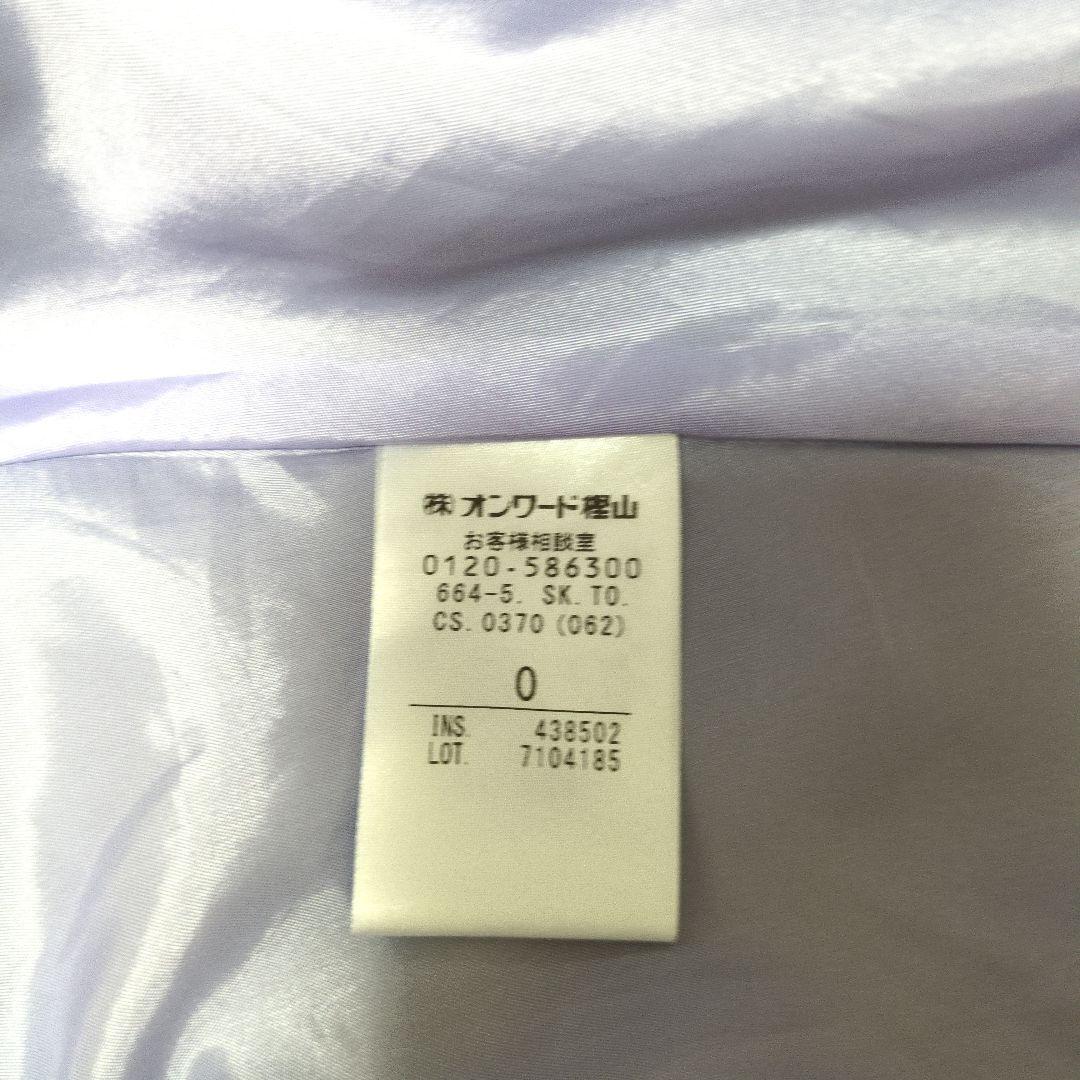 (株)オンワード樫山
お客様相談室
0120-586300
664-5. SK.TO.
CS.0370(062)
0
INS. 438502
LOT. 7104185